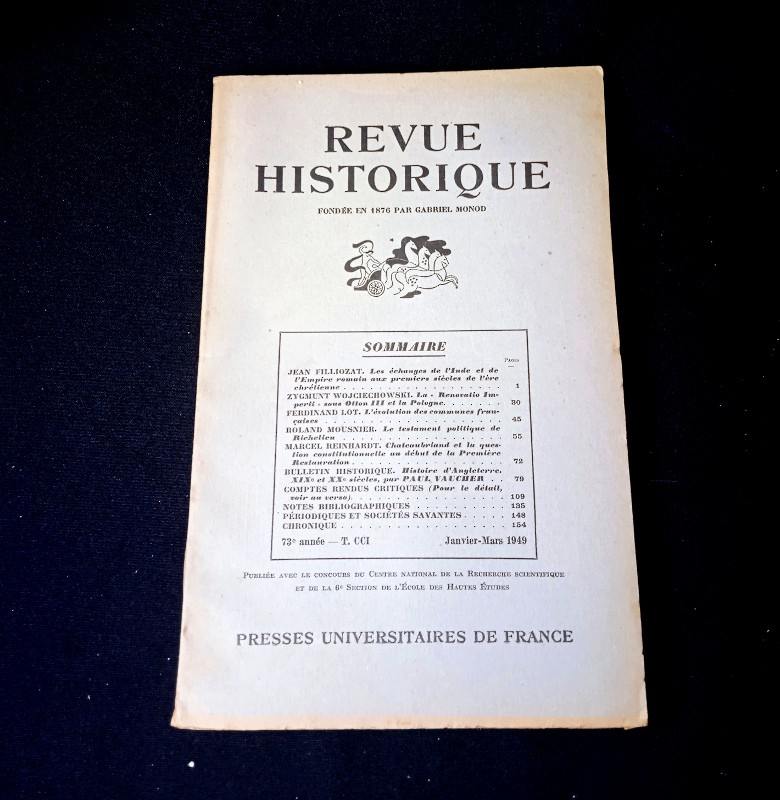 REVUE
HISTORIQUE
FONDÉE EN 1876 PAR GABRIEL MONOD
SOMMAIRE
PAGES
JEAN FILLIOZAT. Les échanges de l'Inde et de
l'Empire romain aux premiers siècles de l'ère
chrétienne . . . . . . . . . . . . . . . . . . 1
ZYGMUNT WOJCIECHOWSKI. La « Renovatio Im-
perii » sous Otton III et la Pologne. . . . . . . 30
FERDINAND LOT. L'évolution des communes fran-
çaises . . . . . . . . . . . . . . . . . . . . 45
ROLAND MOUSNIER. Le testament politique de
Richelieu . . . . . . . . . . . . . . . . . . 55
MARCEL REINHARDT. Chateaubriand et la ques-
tion constitutionnelle au début de la Première
Restauration . . . . . . . . . . . . . . . . . 72
BULLETIN HISTORIQUE. Histoire d'Angleterre,
XIXe et XXe siècles, par PAUL VAUCHER . . 79
COMPTES RENDUS CRITIQUES (Pour le détail,
voir au verso). . . . . . . . . . . . . . . . . 109
NOTES BIBLIOGRAPHIQUES . . . . . . . . . . 135
PÉRIODIQUES ET SOCIÉTÉS SAVANTES . . . . . 148
CHRONIQUE . . . . . . . . . . . . . . . . . . 154
73e année — T. CCI Janvier-Mars 1949
PUBLIÉE AVEC LE CONCOURS DU CENTRE NATIONAL DE LA RECHERCHE SCIENTIFIQUE
ET DE LA 6e SECTION DE L'ÉCOLE DES HAUTES ÉTUDES
PRESSES UNIVERSITAIRES DE FRANCE